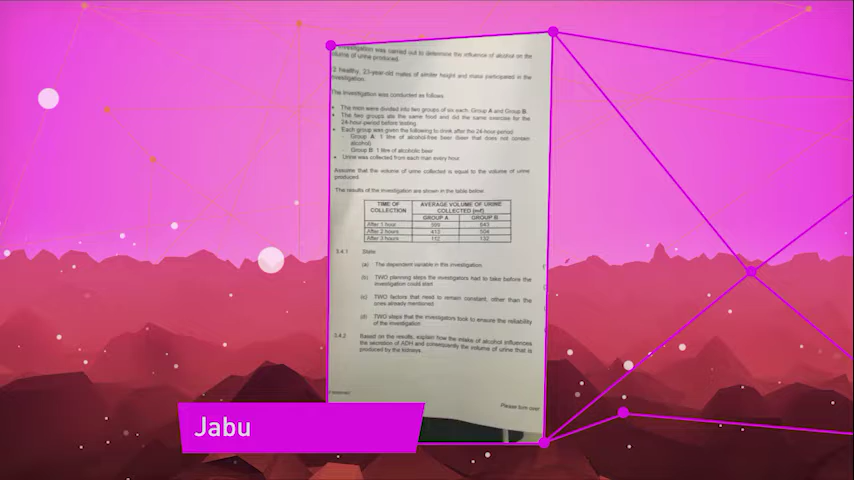 investigation was carried out to determine the influence of alcohol on the
volume of urine produced.
healthy, 23-year-old males of similar height and mass participated in the
investigation.
The investigation was conducted as follows
• The men were divided into two groups of six each: Group A and Group B.
• The two groups ate the same food and did the same exercise for the
24-hour-period before testing.
• Each group was given the following to drink after the 24-hour-period:
- Group A: 1 litre of alcohol-free beer (beer that does not contain
alcohol)
- Group B: 1 litre of alcoholic beer
• Urine was collected from each man every hour
Assume that the volume of urine collected is equal to the volume of urine
produced.
The results of the investigation are shown in the table below.
TIME OF COLLECTION AVERAGE VOLUME OF URINE COLLECTED (mℓ)
GROUP A GROUP B
After 1 hour 643
After 2 hours 413 504
After 3 hours 112 132
3.4.1 State:
(a) The dependent variable in this investigation.
(b) TWO planning steps the investigators had to take before the
investigation could start
(c) TWO factors that need to remain constant, other than the
ones already mentioned
(d) TWO steps that the investigators took to ensure the reliability
of the investigation
3.4.2 Based on the results, explain how the intake of alcohol influences
the secretion of ADH and consequently the volume of urine that is
produced by the kidneys.
Please turn over
Jabu